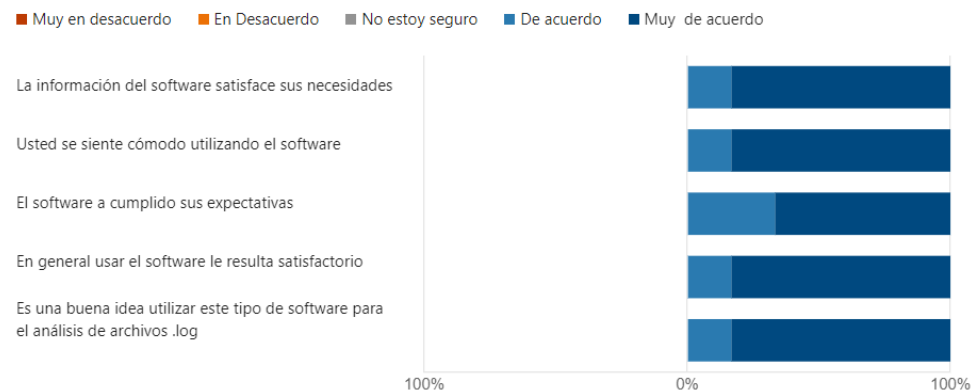 Muy en desacuerdo En Desacuerdo No estoy seguro De acuerdo Muy de acuerdo
La información del software satisface sus necesidades
Usted se siente cómodo utilizando el software
El software a cumplido sus expectativas
En general usar el software le resulta satisfactorio
Es una buena idea utilizar este tipo de software para
el análisis de archivos .log
100% 0% 100%